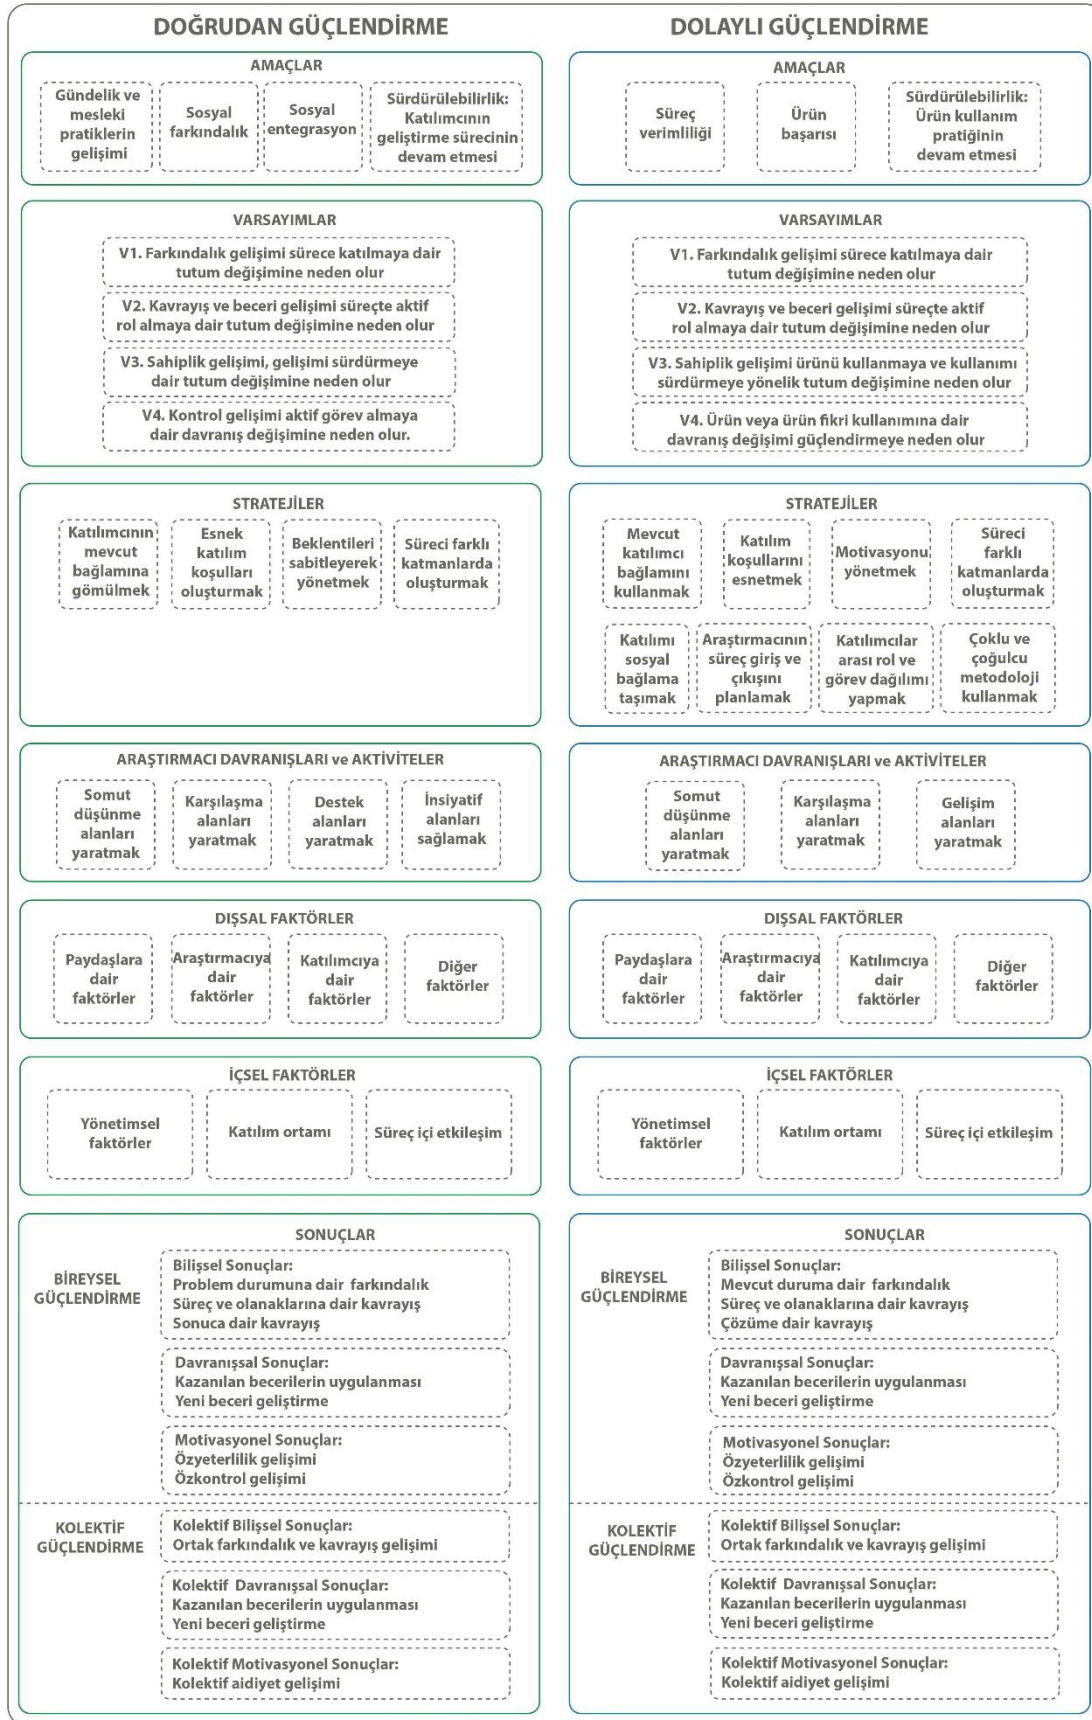 DOĞRUDAN GÜÇLENDİRME
AMAÇLAR
Gündelik ve
mesleki
pratiklerin
gelişimi
Sosyal
farkındalık
Sosyal
entegrasyon
Sürdürülebilirlik:
Katılımcının
geliştirme sürecinin
devam etmesi
VARSAYIMLAR
V1. Farkındalık gelişimi sürece katılmaya dair
tutum değişimine neden olur
V2. Kavrayış ve beceri gelişimi süreçte aktif
rol almaya dair tutum değişimine neden olur
V3. Sahiplik gelişimi, gelişimi sürdürmeye
dair tutum değişimine neden olur
V4. Kontrol gelişimi aktif görev almaya
dair davranış değişimine neden olur.
STRATEJİLER
Katılımcının
mevcut
bağlamına
gömülmek
Esnek
katılım
koşulları
oluşturmak
Beklentileri
sabitleyerek
yönetmek
Süreci farklı
katmanlarda
oluşturmak
ARAŞTIRMACI DAVRANIŞLARI ve AKTİVİTELER
Somut
düşünme
alanları
yaratmak
Karşılaşma
alanları
yaratmak
Destek
alanları
yaratmak
İnsiyatif
alanları
sağlamak
DIŞSAL FAKTÖRLER
Paydaşlara
dair
faktörler
Araştırmacıya
dair
faktörler
Katılımcıya
dair
faktörler
Diğer
faktörler
İÇSEL FAKTÖRLER
Yönetimsel
faktörler
Katılım ortamı
Süreç içi etkileşim
SONUÇLAR
BİREYSEL
GÜÇLENDİRME
Bilişsel Sonuçlar:
Problem durumuna dair farkındalık
Süreç ve olanaklarına dair kavrayış
Sonuca dair kavrayış
Davranışsal Sonuçlar:
Kazanılan becerilerin uygulanması
Yeni beceri geliştirme
Motivasyonel Sonuçlar:
Özyeterlilik gelişimi
Özkontrol gelişimi
KOLEKTİF
GÜÇLENDİRME
Kolektif Bilişsel Sonuçlar:
Ortak farkındalık ve kavrayış gelişimi
Kolektif Davranışsal Sonuçlar:
Kazanılan becerilerin uygulanması
Yeni beceri geliştirme
Kolektif Motivasyonel Sonuçlar:
Kolektif aidiyet gelişimi
DOLAYLI GÜÇLENDİRME
AMAÇLAR
Süreç
verimliliği
Ürün
başarısı
Sürdürülebilirlik:
Ürün kullanım
pratiğinin
devam etmesi
VARSAYIMLAR
V1. Farkındalık gelişimi sürece katılmaya dair
tutum değişimine neden olur
V2. Kavrayış ve beceri gelişimi süreçte aktif
rol almaya dair tutum değişimine neden olur
V3. Sahiplik gelişimi ürünü kullanmaya ve kullanımı
sürdürmeye yönelik tutum değişimine neden olur
V4. Ürün veya ürün fikri kullanımına dair
davranış değişimi güçlendirmeye neden olur
STRATEJİLER
Mevcut
katılımcı
bağlamını
kullanmak
Katılım
koşullarını
esnetmek
Motivasyonu
yönetmek
Süreci
farklı
katmanlarda
oluşturmak
Katılımı
sosyal
bağlama
taşımak
Araştırmacının
süreç giriş ve
çıkışını
planlamak
Katılımcılar
arası rol ve
görev dağılımı
yapmak
Çoklu ve
çoğulcu
metodoloji
kullanmak
ARAŞTIRMACI DAVRANIŞLARI ve AKTİVİTELER
Somut
düşünme
alanları
yaratmak
Karşılaşma
alanları
yaratmak
Gelişim
alanları
yaratmak
DIŞSAL FAKTÖRLER
Paydaşlara
dair
faktörler
Araştırmacıya
dair
faktörler
Katılımcıya
dair
faktörler
Diğer
faktörler
İÇSEL FAKTÖRLER
Yönetimsel
faktörler
Katılım ortamı
Süreç içi etkileşim
SONUÇLAR
BİREYSEL
GÜÇLENDİRME
Bilişsel Sonuçlar:
Mevcut duruma dair farkındalık
Süreç ve olanaklarına dair kavrayış
Çözüme dair kavrayış
Davranışsal Sonuçlar:
Kazanılan becerilerin uygulanması
Yeni beceri geliştirme
Motivasyonel Sonuçlar:
Özyeterlilik gelişimi
Özkontrol gelişimi
KOLEKTİF
GÜÇLENDİRME
Kolektif Bilişsel Sonuçlar:
Ortak farkındalık ve kavrayış gelişimi
Kolektif Davranışsal Sonuçlar:
Kazanılan becerilerin uygulanması
Yeni beceri geliştirme
Kolektif Motivasyonel Sonuçlar:
Kolektif aidiyet gelişimi